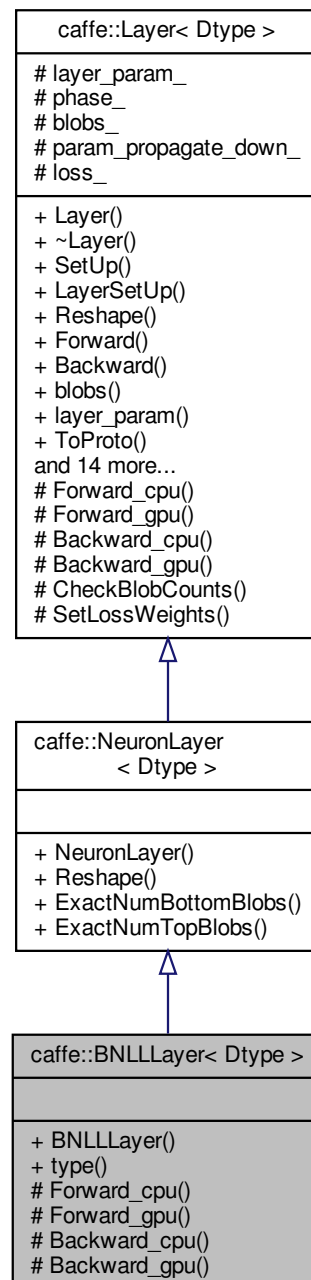 caffe::Layer< Dtype >
# layer_param_
# phase_
# blobs_
# param_propagate_down_
# loss_
+ Layer()
+ ~Layer()
+ SetUp()
+ LayerSetUp()
+ Reshape()
+ Forward()
+ Backward()
+ blobs()
+ layer_param()
+ ToProto()
and 14 more...
# Forward_cpu()
# Forward_gpu()
# Backward_cpu()
# Backward_gpu()
# CheckBlobCounts()
# SetLossWeights()
caffe::NeuronLayer
< Dtype >
+ NeuronLayer()
+ Reshape()
+ ExactNumBottomBlobs()
+ ExactNumTopBlobs()
caffe::BNLLLayer< Dtype >
+ BNLLLayer()
+ type()
# Forward_cpu()
# Forward_gpu()
# Backward_cpu()
# Backward_gpu()